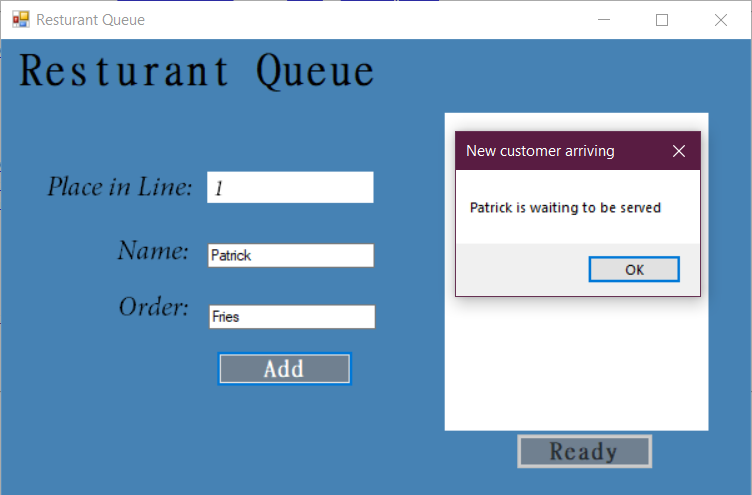 Resturant Queue
Resturant Queue
Place in Line: 1
Name: Patrick
Order: Fries
Add
New customer arriving
Patrick is waiting to be served
OK
Ready